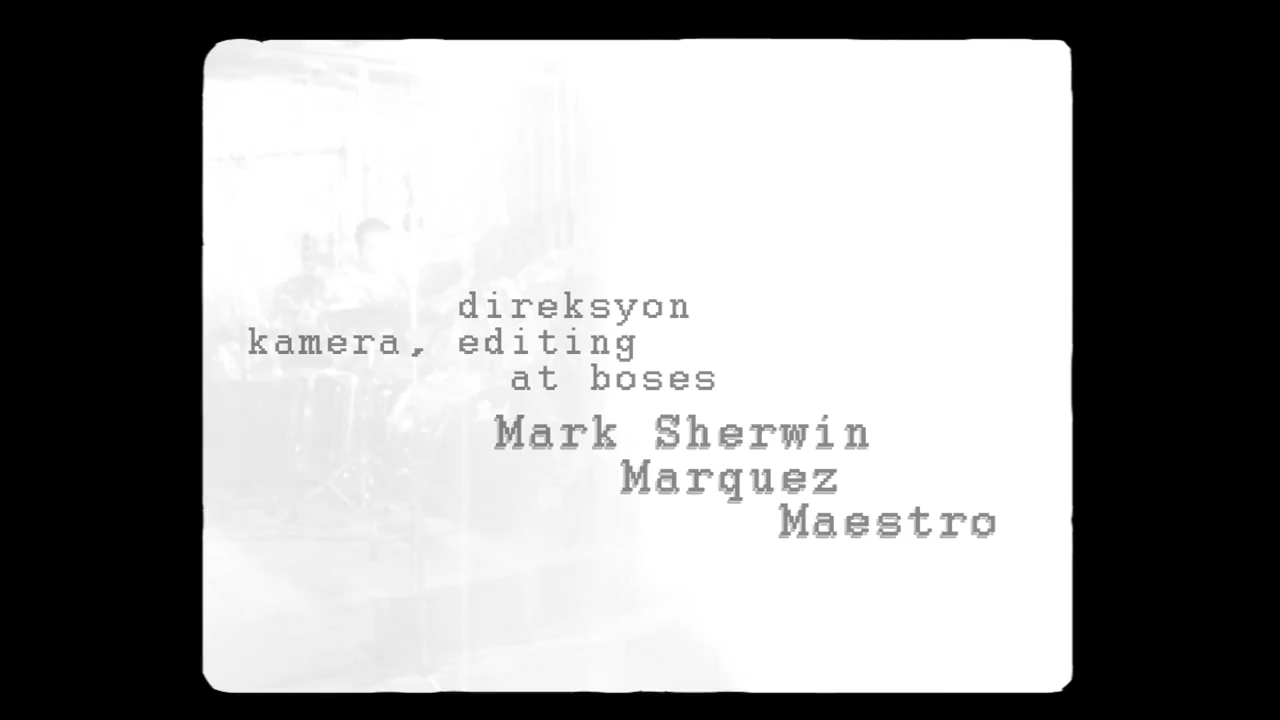 direksyon
kamera, editing
at boses
Mark Sherwin
Marquez
Maestro